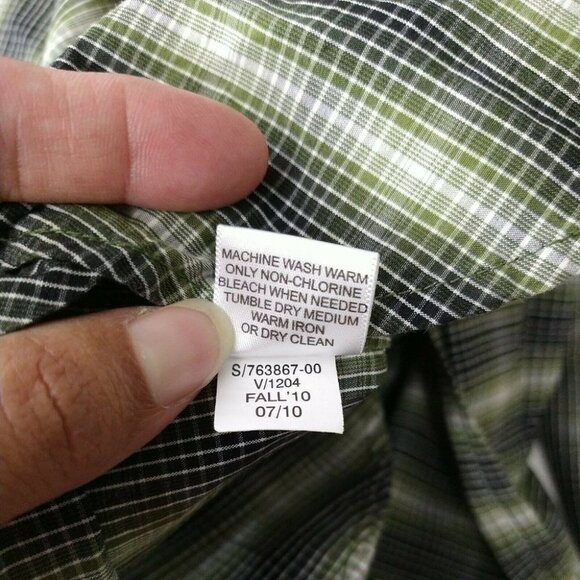 MACHINE WASH WARM
ONLY NON-CHLORINE
BLEACH WHEN NEEDED
TUMBLE DRY MEDIUM
WARM IRON
OR DRY CLEAN
S/763867-00
V/1204
FALL'10
07/10